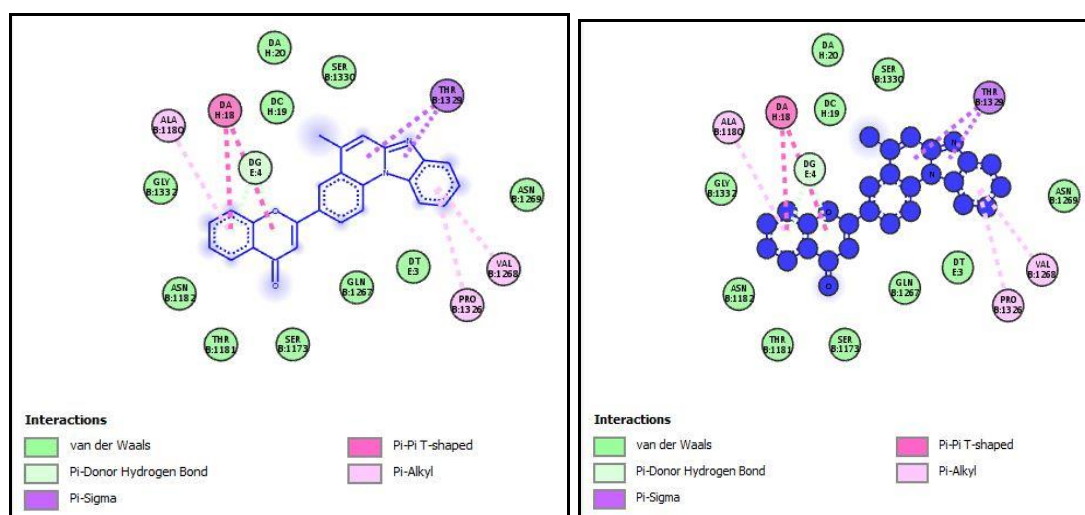 DA
H:20
SER
B:1330
THR
B:1329
DA
H:18
DC
H:19
ALA
B:1180
DG
E:4
N
GLY
B:1332
N
ASN
B:1269
O
O
DT
E:3
VAL
B:1268
ASN
B:1182
GLN
B:1267
PRO
B:1326
THR
B:1181
SER
B:1173
Interactions
van der Waals
Pi-Donor Hydrogen Bond
Pi-Sigma
Pi-Pi T-shaped
Pi-Alkyl
DA
H:20
SER
B:1330
THR
B:1329
DA
H:18
DC
H:19
ALA
B:1180
DG
E:4
N
GLY
B:1332
N
ASN
B:1269
O
O
DT
E:3
VAL
B:1268
ASN
B:1182
GLN
B:1267
PRO
B:1326
THR
B:1181
SER
B:1173
Interactions
van der Waals
Pi-Donor Hydrogen Bond
Pi-Sigma
Pi-Pi T-shaped
Pi-Alkyl